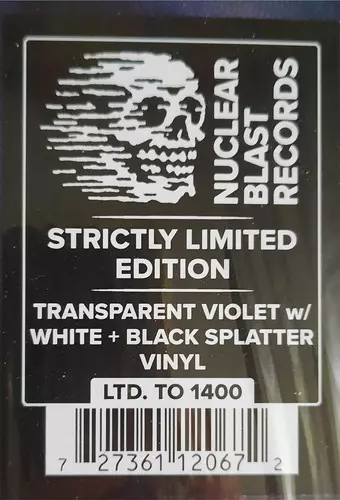 NUCLEAR
BLAST
RECORDS
STRICTLY LIMITED
EDITION
TRANSPARENT VIOLET w/
WHITE + BLACK SPLATTER
VINYL
LTD. TO 1400
7 27361 12067 2